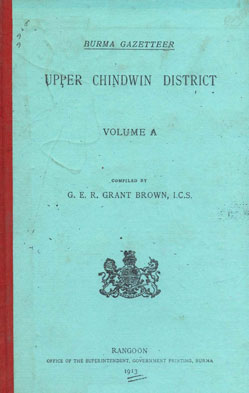 BURMA GAZETTEER
UPPER CHINDWIN DISTRICT
VOLUME A
COMPILED BY
G. E. R. GRANT BROWN, I.C.S.
RANGOON
OFFICE OF THE SUPERINTENDENT, GOVERNMENT PRINTING, BURMA
1913